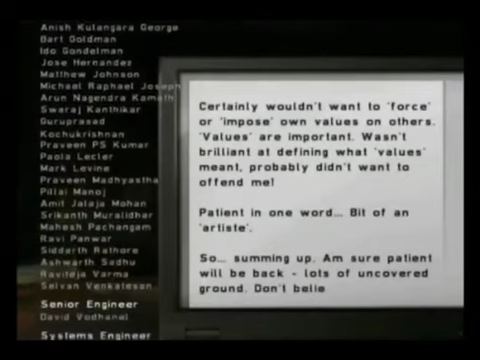 Anish Kulangara George
Bart Goldman
Ido Gondelman
Jose Hernandez
Matthew Johnson
Michael Raphael Joseph
Arun Nagendra Kamath
Swaraj Kanthikar
Guruprasad
Kochukrishnan
Praveen PS Kumar
Paola Lecler
Mark Levine
Praveen Madhyastha
Pillai Manoj
Amit Jalaja Mohan
Srikanth Muralidhar
Mahesh Pachangam
Ravi Panwar
Siddarth Rathore
Ashwarth Sadhu
Raviteja Varma
Selvan Venkatesan
Senior Engineer
David Vodhanel
Systems Engineer
Certainly wouldn't want to 'force'
or 'impose' own values on others.
'Values' are important. Wasn't
brilliant at defining what 'values'
meant, probably didn't want to
offend me!
Patient in one word... Bit of an
'artiste'.
So... summing up. Am sure patient
will be back - lots of uncovered
ground. Don't belie